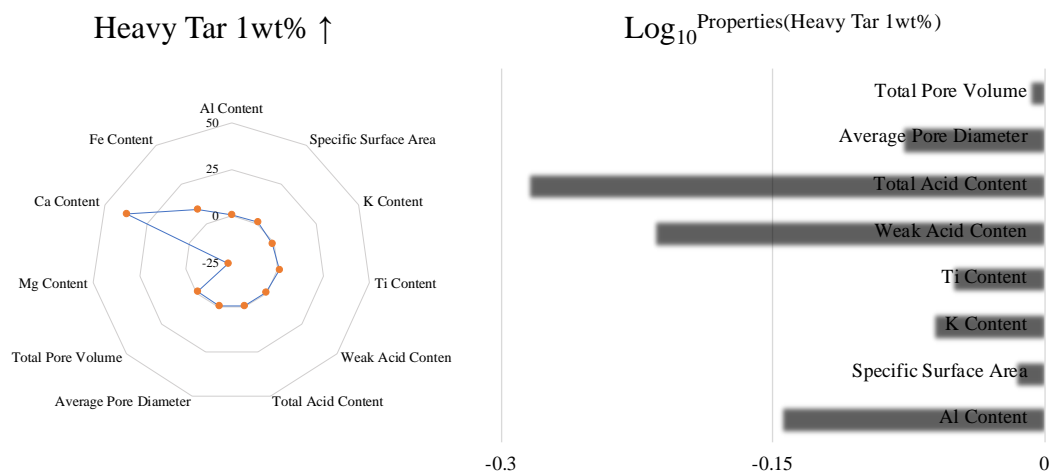 Heavy Tar 1wt% ↑
Al Content
50
Fe Content
Specific Surface Area
25
Ca Content
0
K Content
-25
Mg Content
Ti Content
Total Pore Volume
Weak Acid Conten
Average Pore Diameter
Total Acid Content
Log10Properties(Heavy Tar 1wt%)
Total Pore Volume
Average Pore Diameter
Total Acid Content
Weak Acid Conten
Ti Content
K Content
Specific Surface Area
Al Content
-0.3
-0.15
0